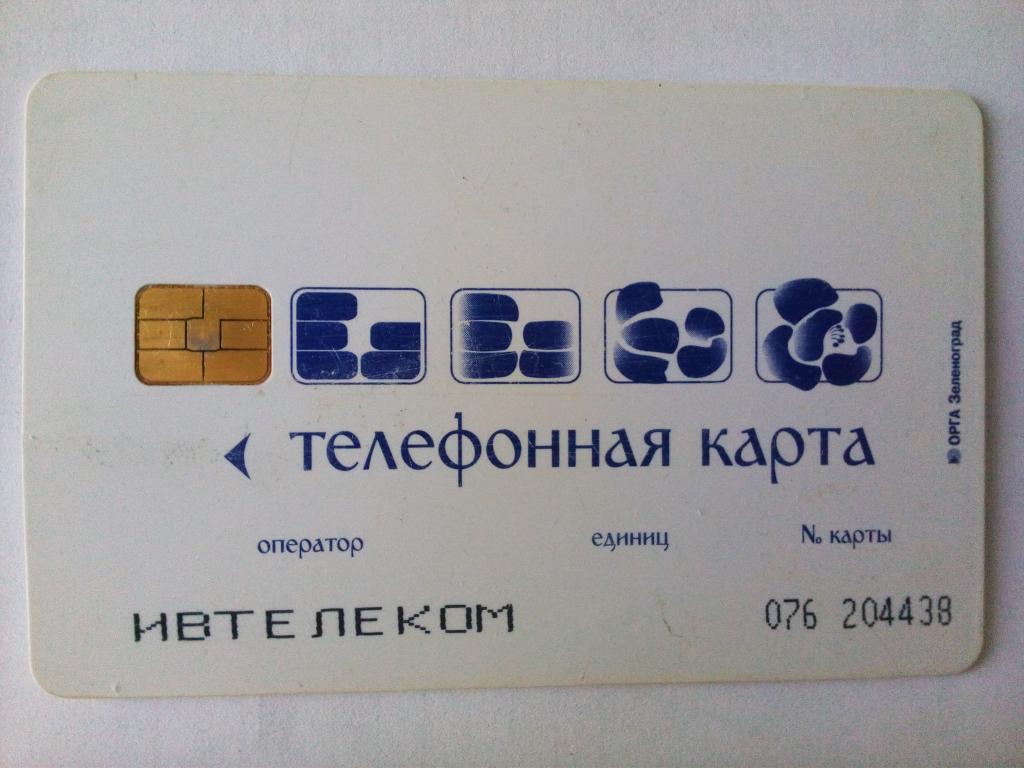 телефонная карта
оператор единиц № карты
ИВТЕЛЕКОМ 076 204438
ОРГА Зеленоград